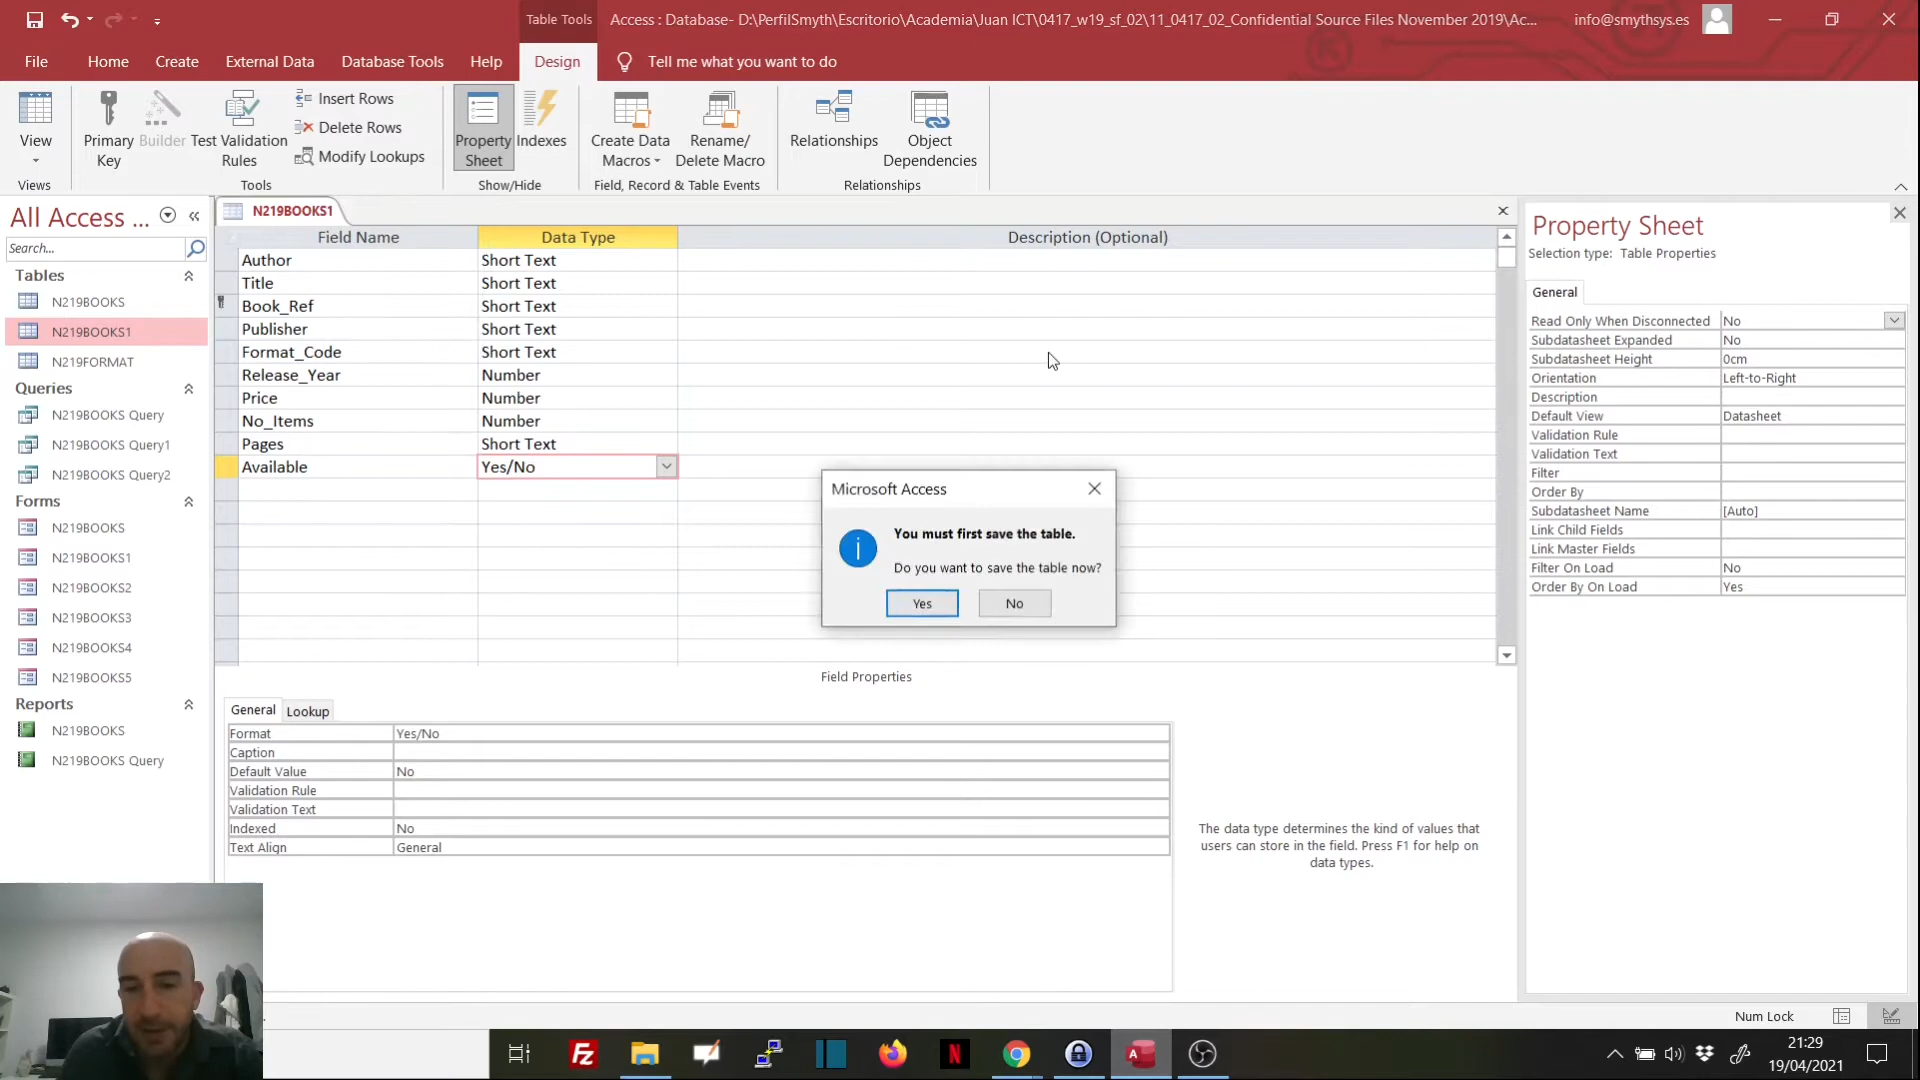 Table Tools
Access : Database- D:\PerfilSmyth\Escritorio\Academia\Juan ICT\0417_w19_sf_02\11_0417_02_Confidential Source Files November 2019\Ac...
info@smythsys.es
File
Home
Create
External Data
Database Tools
Help
Design
Tell me what you want to do
View
Primary
Key
Builder
Test Validation
Rules
Insert Rows
Delete Rows
Modify Lookups
Property
Sheet
Indexes
Create Data
Macros
Rename/
Delete Macro
Relationships
Object
Dependencies
Views
Tools
Show/Hide
Field, Record & Table Events
Relationships
All Access ...
Search...
Tables
N219BOOKS
N219BOOKS1
N219FORMAT
Queries
N219BOOKS Query
N219BOOKS Query1
N219BOOKS Query2
Forms
N219BOOKS
N219BOOKS1
N219BOOKS2
N219BOOKS3
N219BOOKS4
N219BOOKS5
Reports
N219BOOKS
N219BOOKS Query
N219BOOKS1
Field Name Data Type Description (Optional)
Author Short Text
Title Short Text
Book_Ref Short Text
Publisher Short Text
Format_Code Short Text
Release_Year Number
Price Number
No_Items Number
Pages Short Text
Available Yes/No
Microsoft Access
You must first save the table.
Do you want to save the table now?
Yes No
Field Properties
General Lookup
Format Yes/No
Caption
Default Value No
Validation Rule
Validation Text
Indexed No
Text Align General
The data type determines the kind of values that
users can store in the field. Press F1 for help on
data types.
Property Sheet
Selection type: Table Properties
General
Read Only When Disconnected No
Subdatasheet Expanded No
Subdatasheet Height 0cm
Orientation Left-to-Right
Description
Default View Datasheet
Validation Rule
Validation Text
Filter
Order By
Subdatasheet Name [Auto]
Link Child Fields
Link Master Fields
Filter On Load No
Order By On Load Yes
Num Lock
21:29
19/04/2021